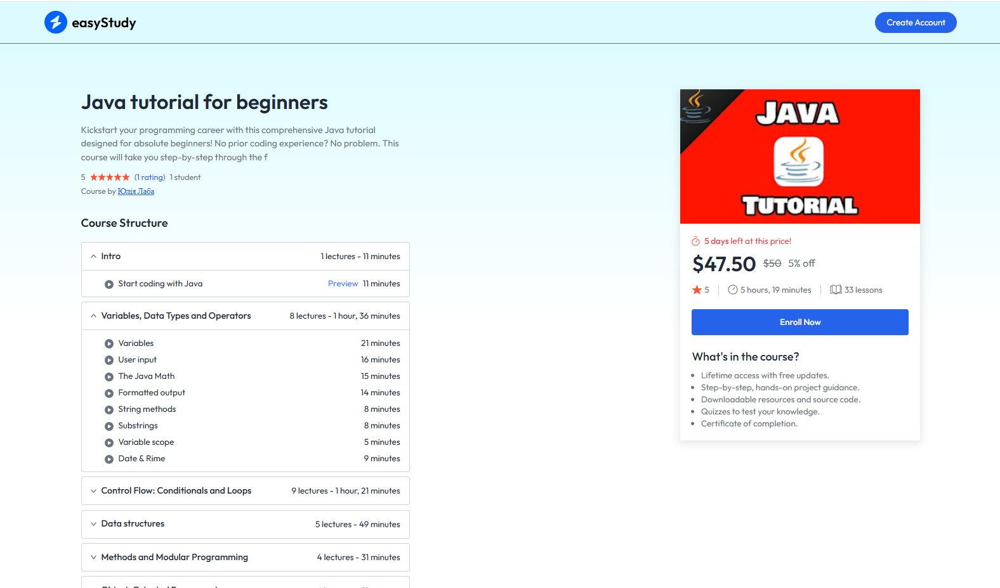 easyStudy
Create Account
Java tutorial for beginners
Kickstart your programming career with this comprehensive Java tutorial
designed for absolute beginners! No prior coding experience? No problem. This
course will take you step-by-step through the f
5 (1 rating) 1 student
Course by Юлія Лаба
Course Structure
Intro 1 lectures - 11 minutes
Start coding with Java Preview 11 minutes
Variables, Data Types and Operators 8 lectures - 1 hour, 36 minutes
Variables 21 minutes
User input 16 minutes
The Java Math 15 minutes
Formatted output 14 minutes
String methods 8 minutes
Substrings 8 minutes
Variable scope 5 minutes
Date & Rime 9 minutes
Control Flow: Conditionals and Loops 9 lectures - 1 hour, 21 minutes
Data structures 5 lectures - 49 minutes
Methods and Modular Programming 4 lectures - 31 minutes
JAVA
TUTORIAL
5 days left at this price!
$47.50 $50 5% off
5 5 hours, 19 minutes 33 lessons
Enroll Now
What's in the course?
Lifetime access with free updates.
Step-by-step, hands-on project guidance.
Downloadable resources and source code.
Quizzes to test your knowledge.
Certificate of completion.